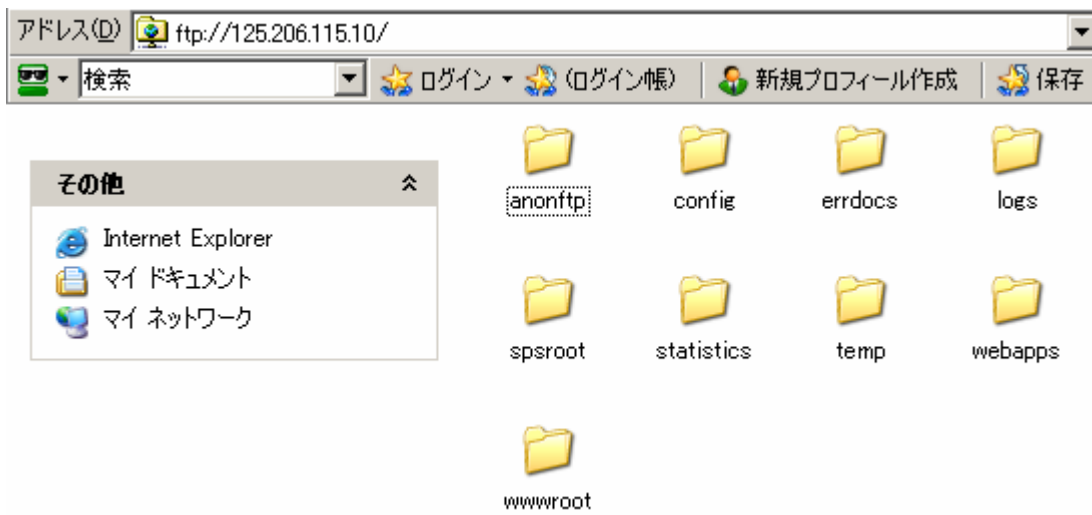 アドレス(D) ftp://125.206.115.10/
検索 ログイン (ログイン帳) 新規プロフィール作成 保存
その他
Internet Explorer
マイ ドキュメント
マイ ネットワーク
anonftp config errdocs logs
spsroot statistics temp webapps
wwwroot